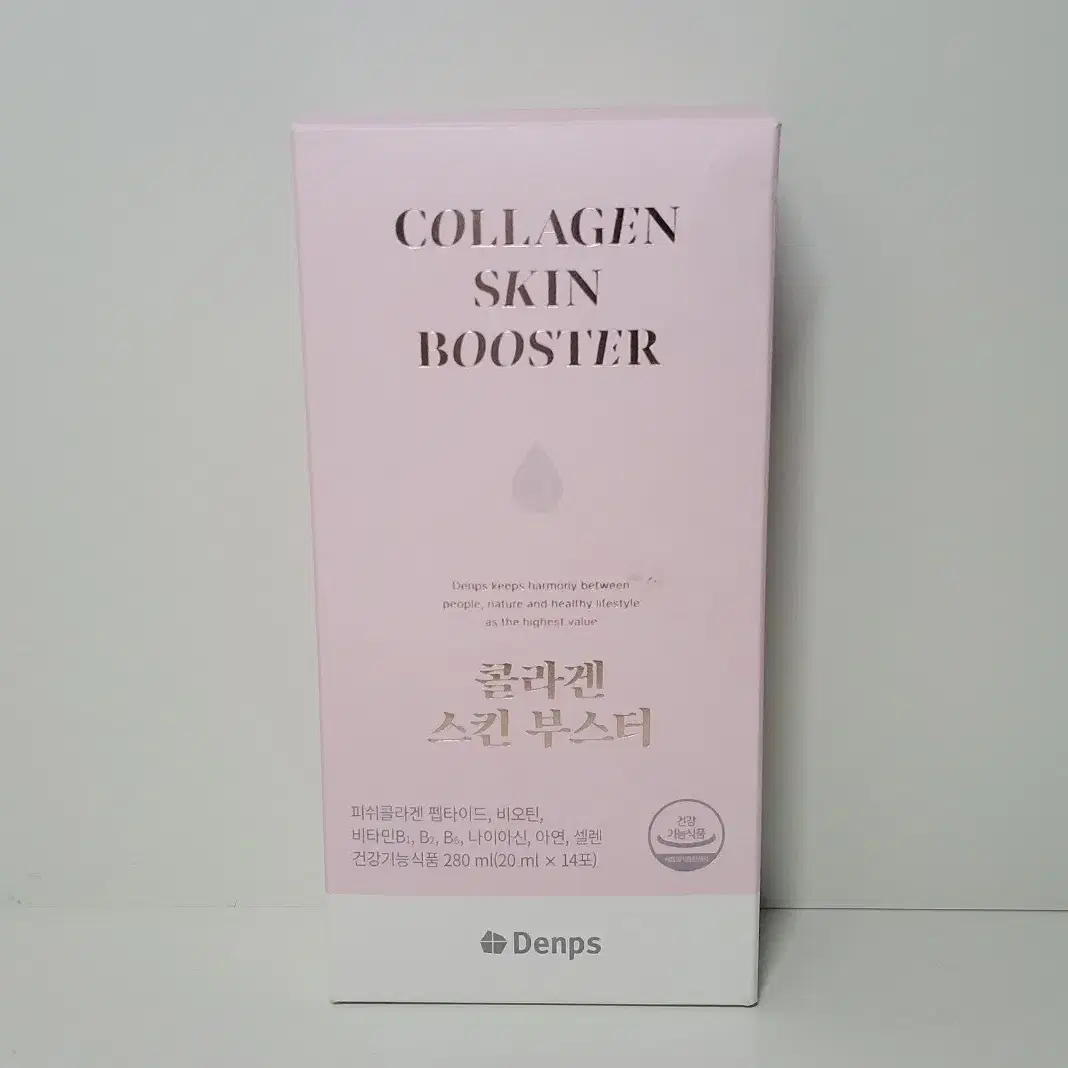 COLLAGEN
SKIN
BOOSTER
Denps keeps harmony between
people, nature and healthy lifestyle
as the highest value
콜라겐
스킨 부스터
피쉬콜라겐 펩타이드, 비오틴,
비타민B₁, B₂, B₆, 나이아신, 아연, 셀렌
건강기능식품 280 ml(20 ml × 14포)
건강
기능식품
Denps